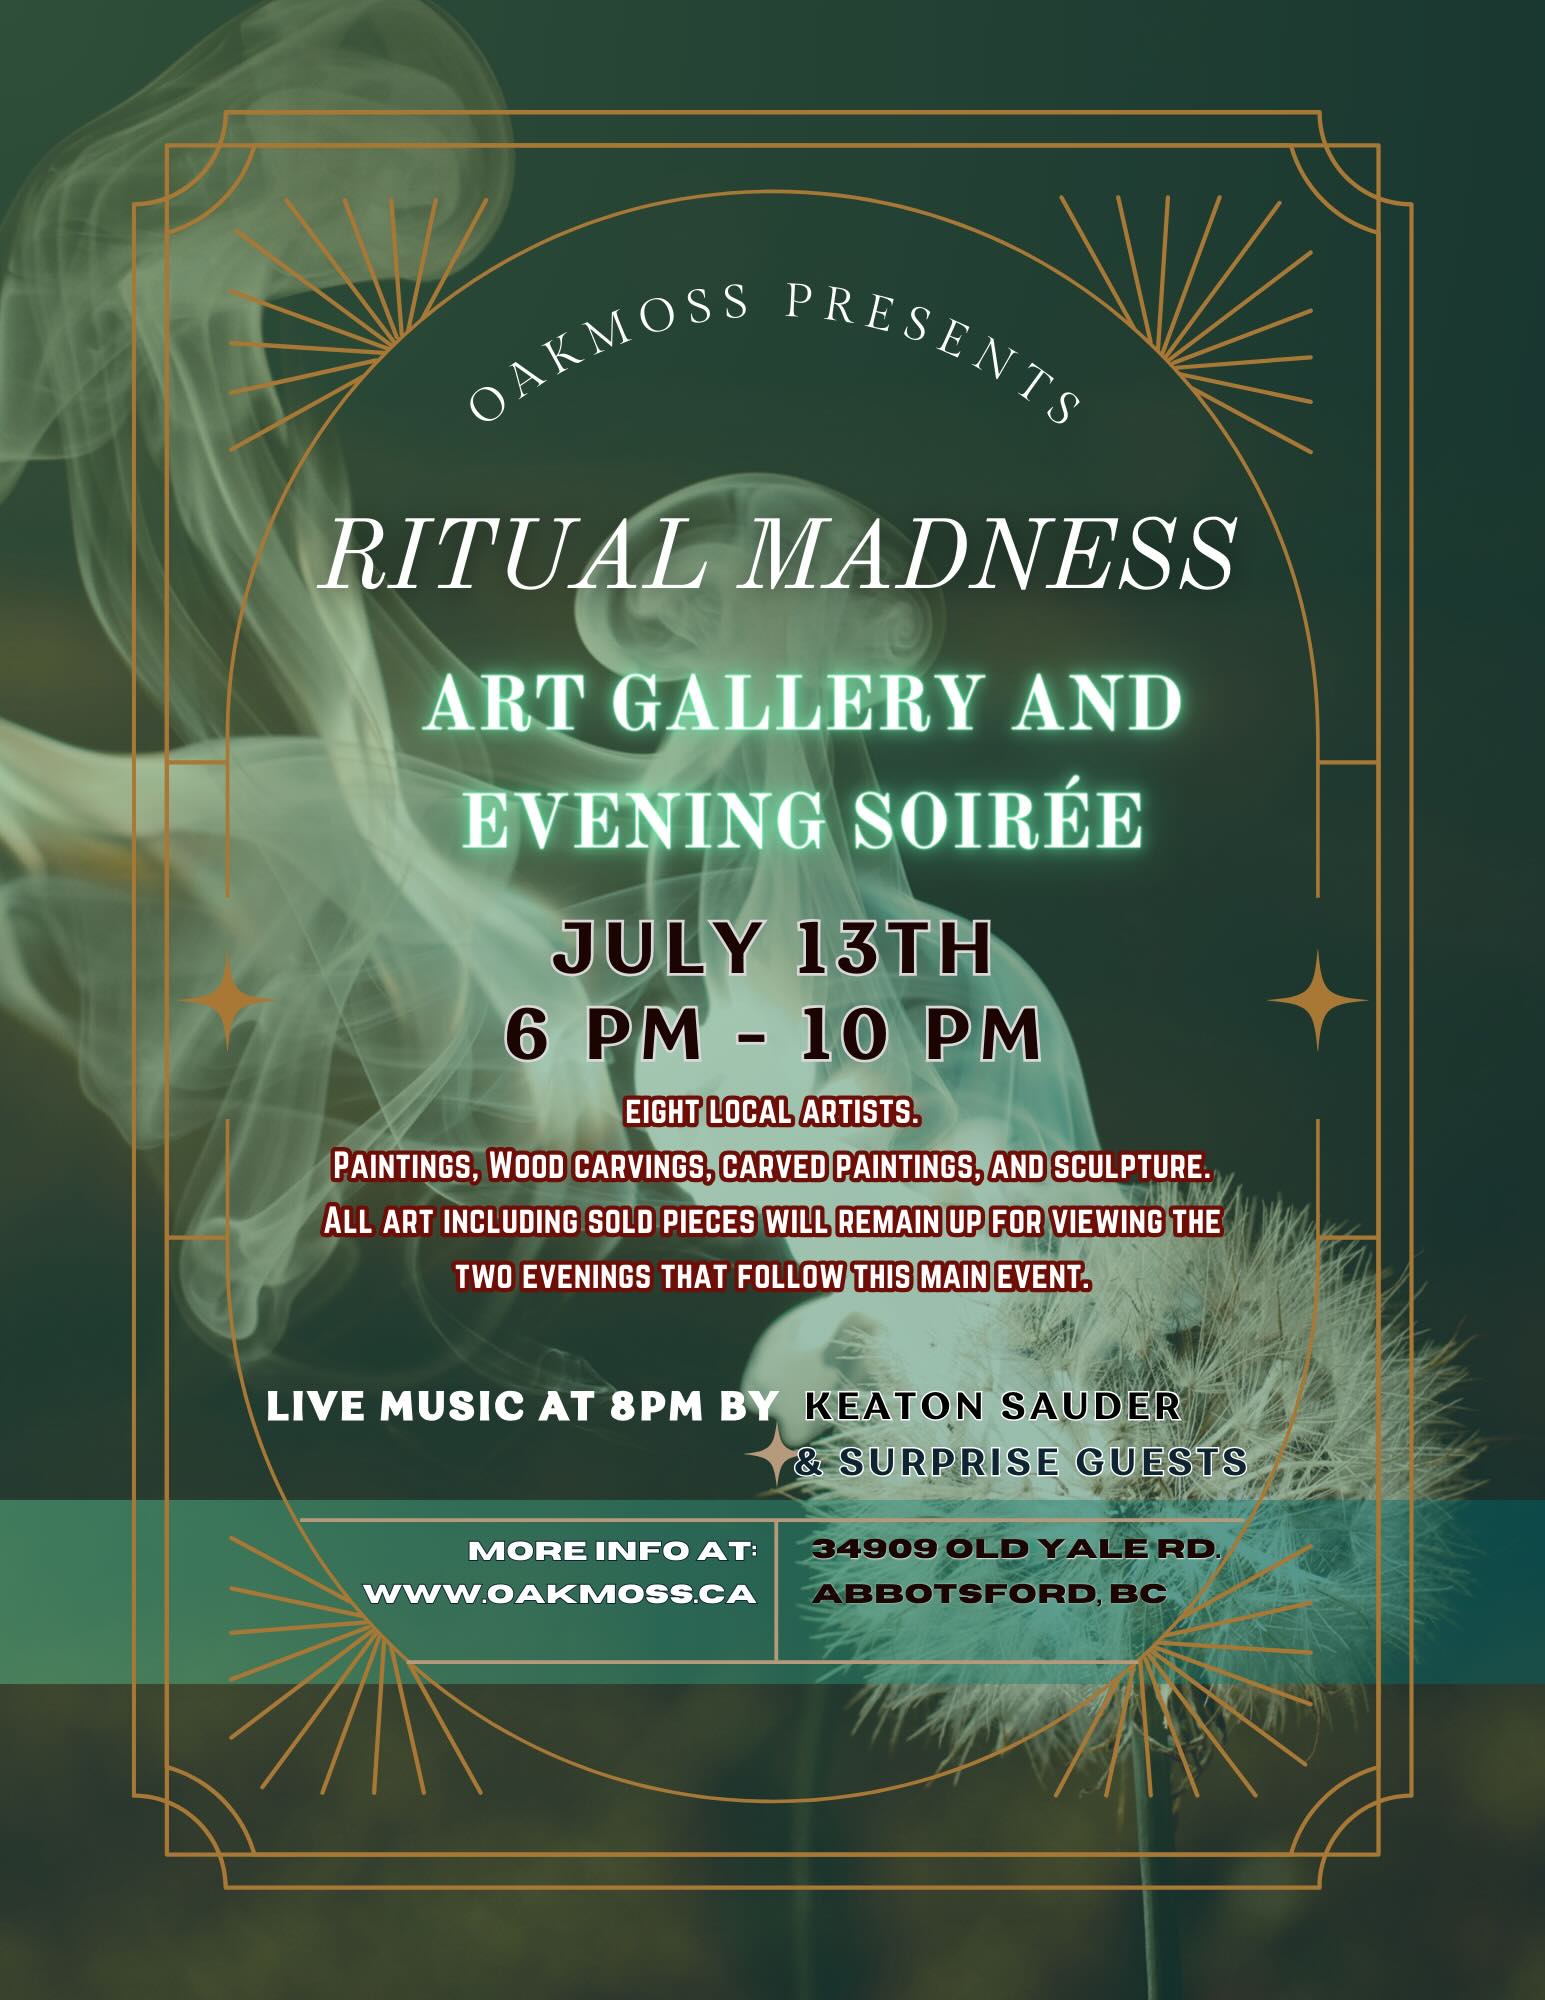 OAKMOSS PRESENTS
RITUAL MADNESS
ART GALLERY AND
EVENING SOIRÉE
JULY 13TH
6 PM - 10 PM
EIGHT LOCAL ARTISTS.
PAINTINGS, WOOD CARVINGS, CARVED PAINTINGS, AND SCULPTURE.
ALL ART INCLUDING SOLD PIECES WILL REMAIN UP FOR VIEWING THE
TWO EVENINGS THAT FOLLOW THIS MAIN EVENT.
LIVE MUSIC AT 8PM BY KEATON SAUDER
& SURPRISE GUESTS
MORE INFO AT:
WWW.OAKMOSS.CA
34909 OLD YALE RD.
ABBOTSFORD, BC